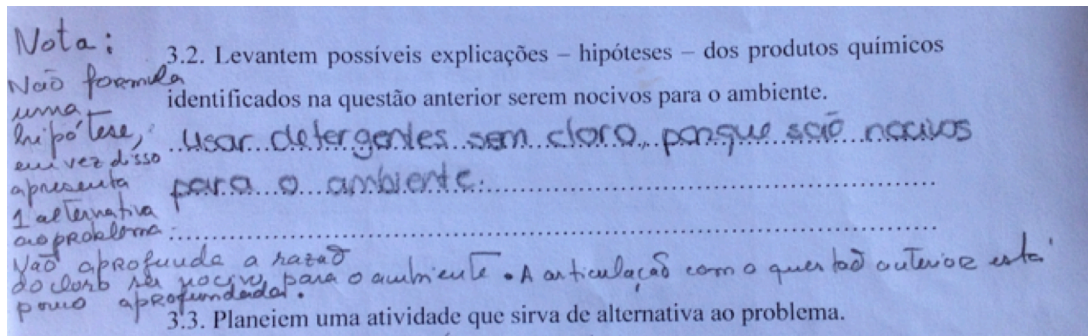 Nota:
3.2. Levantem possíveis explicações – hipóteses – dos produtos químicos
identificados na questão anterior serem nocivos para o ambiente.
Não formula
uma
hipótese,
em vez disso
apresenta
1 alternativa
ao problema.
Usar detergentes sem cloro, porque são nocivos
para o ambiente.
Não aprofunda a razão
do cloro ser nocivo para o ambiente. A articulação com o questão anterior está
pouco aprofundada.
3.3. Planeiem uma atividade que sirva de alternativa ao problema.